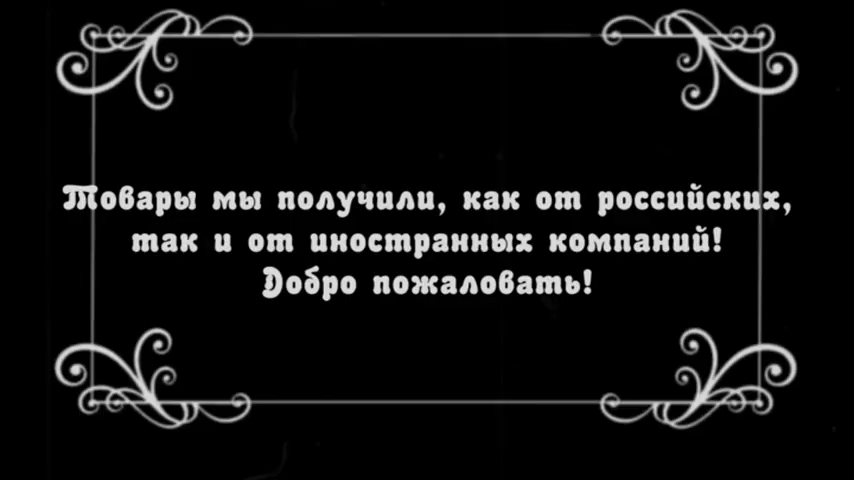 Товары мы получили, как от российских,
так и от иностранных компаний!
Добро пожаловать!